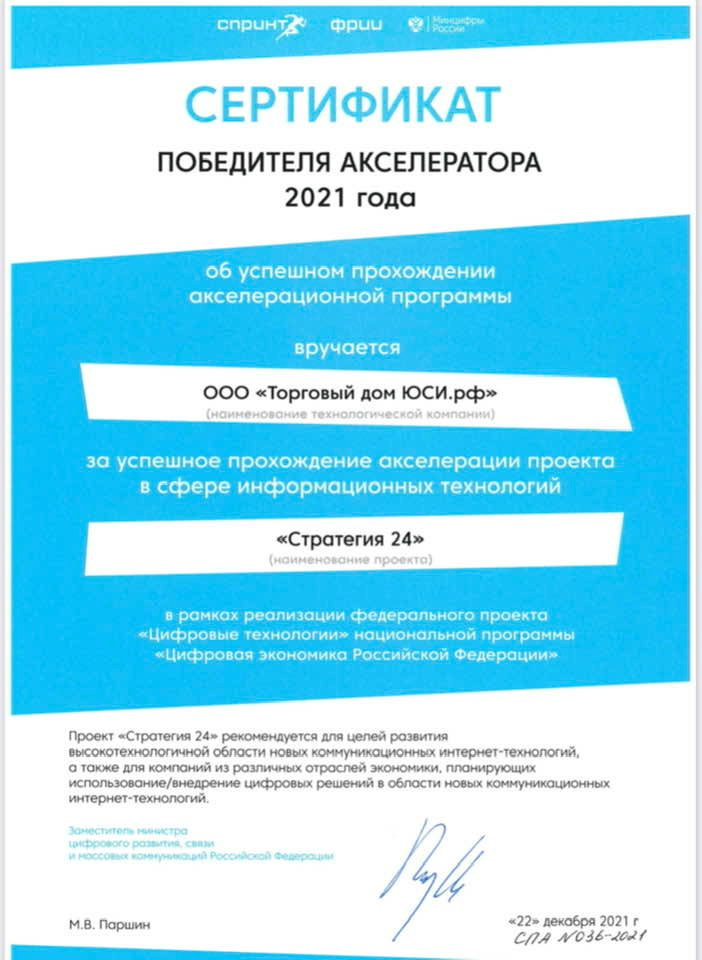 спринт фрии Минцифры
России
СЕРТИФИКАТ
ПОБЕДИТЕЛЯ АКСЕЛЕРАТОРА
2021 года
об успешном прохождении
акселерационной программы
вручается
ООО «Торговый дом ЮСИ.рф»
(наименование технологической компании)
за успешное прохождение акселерации проекта
в сфере информационных технологий
«Стратегия 24»
(наименование проекта)
в рамках реализации федерального проекта
«Цифровые технологии» национальной программы
«Цифровая экономика Российской Федерации»
Проект «Стратегия 24» рекомендуется для целей развития
высокотехнологичной области новых коммуникационных интернет-технологий,
а также для компаний из различных отраслей экономики, планирующих
использование/внедрение цифровых решений в области новых коммуникационных
интернет-технологий.
Заместитель министра
цифрового развития, связи
и массовых коммуникаций Российской Федерации
М.В. Паршин
«22» декабря 2021 г
СПА №036-2021